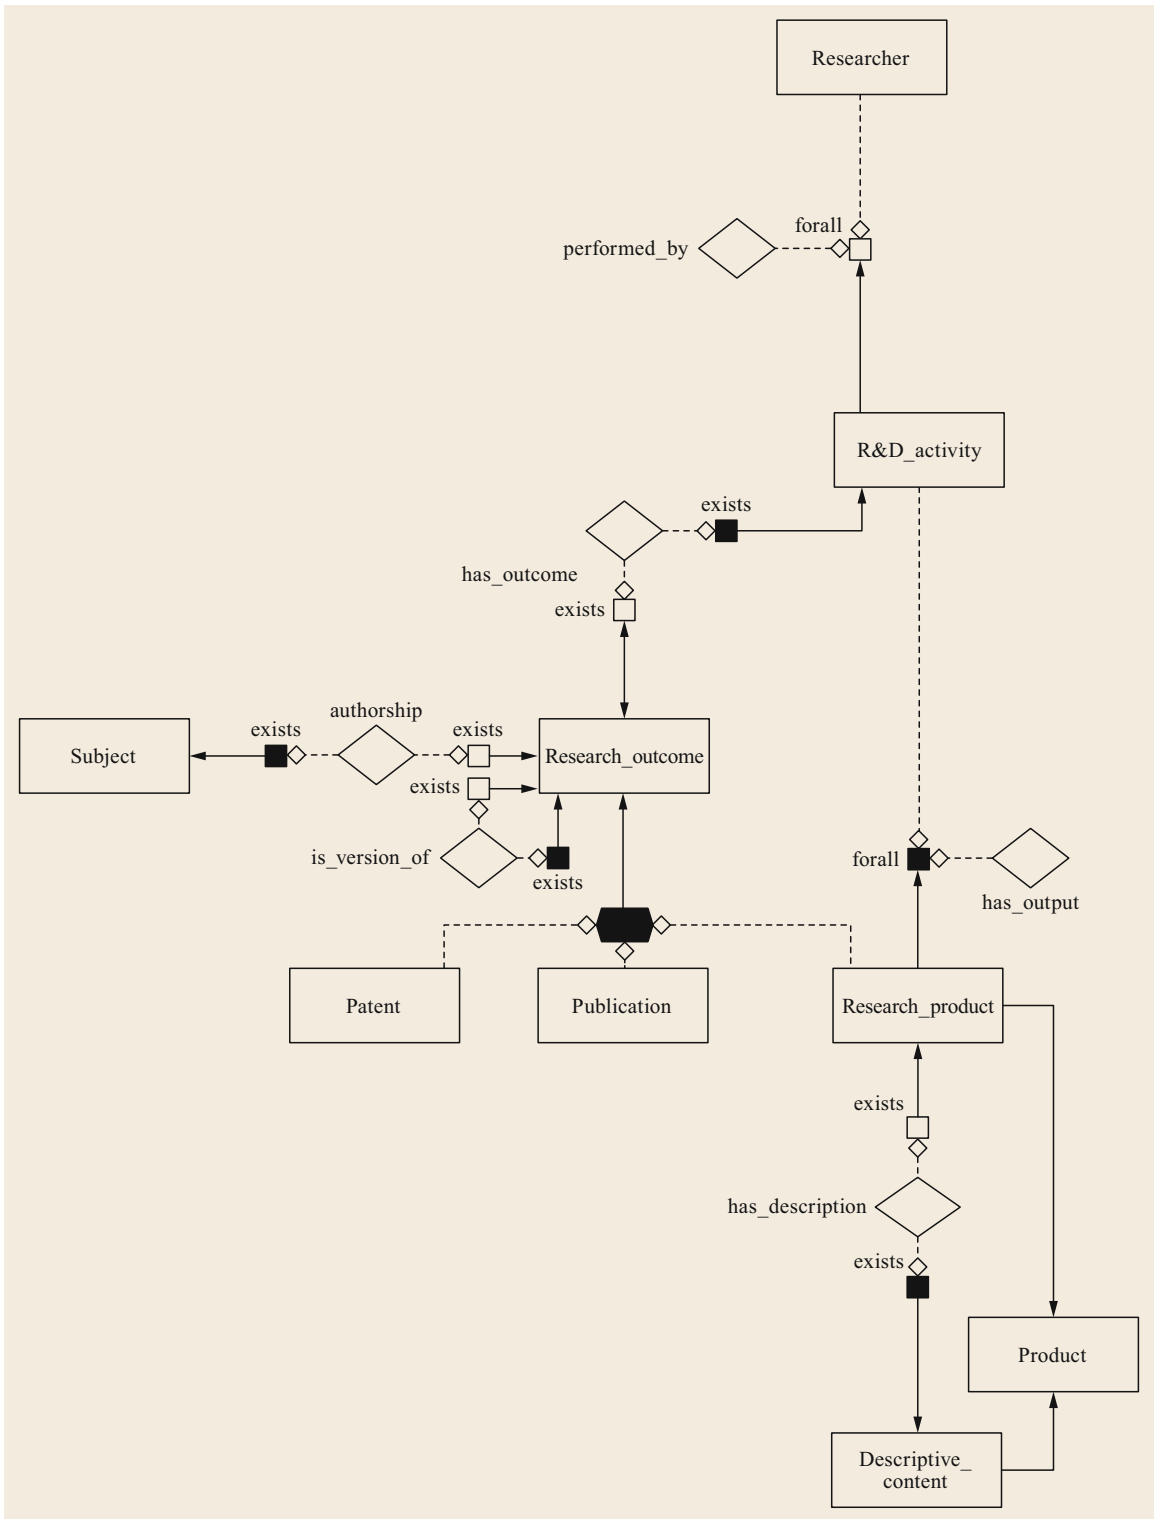 Researcher
forall
performed_by
R&D_activity
exists
has_outcome
exists
authorship
exists
exists
Subject
Research_outcome
exists
is_version_of
exists
forall
has_output
Patent
Publication
Research_product
exists
has_description
exists
Product
Descriptive_
content